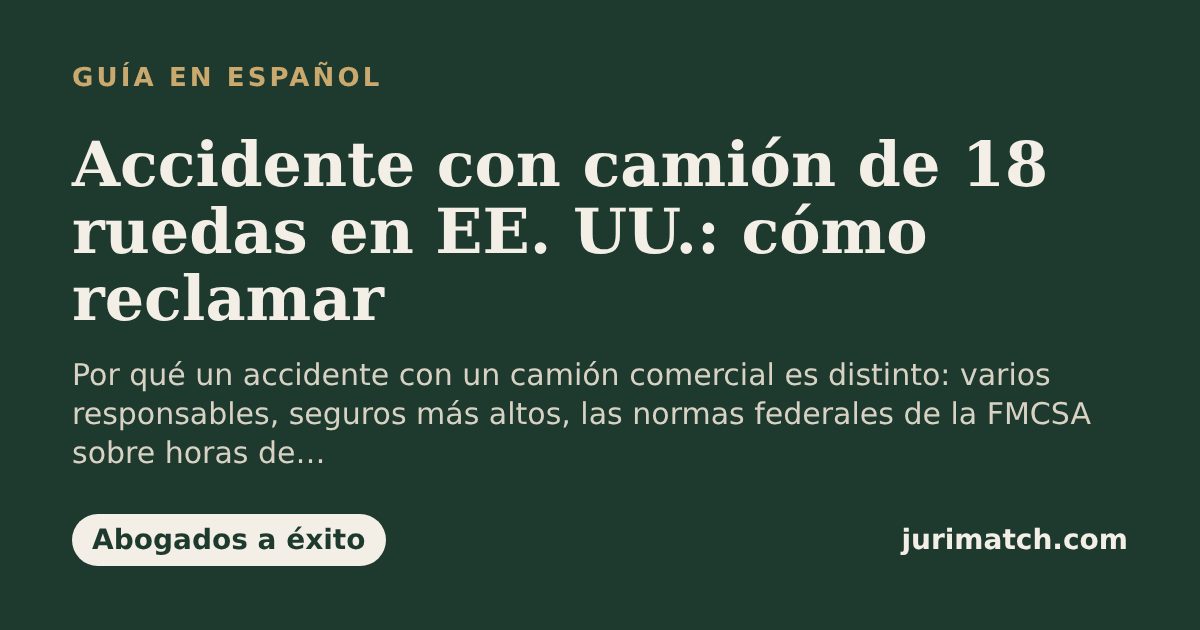 GUÍA EN ESPAÑOL
Accidente con camión de 18
ruedas en EE. UU.: cómo
reclamar
Por qué un accidente con un camión comercial es distinto: varios
responsables, seguros más altos, las normas federales de la FMCSA
sobre horas de…
Abogados a éxito
jurimatch.com